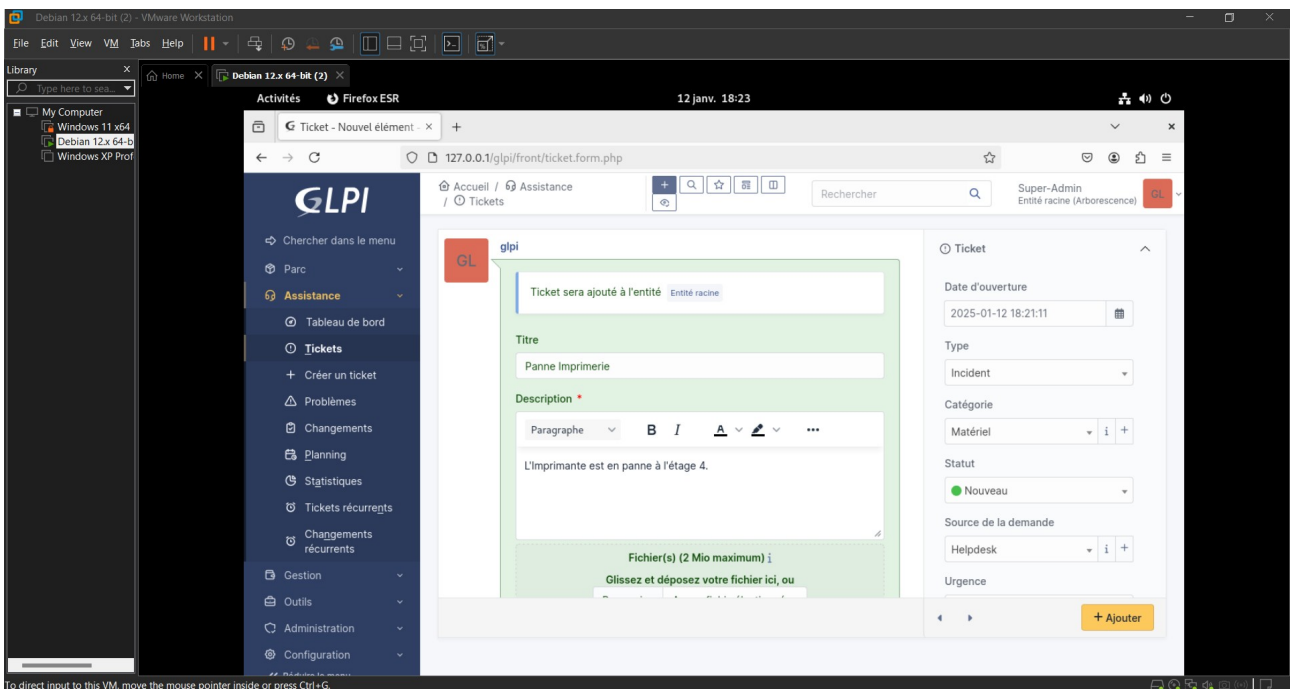 Debian 12.x 64-bit (2) - VMware Workstation
File Edit View VM Tabs Help
Library X
Type here to sea...
My Computer
Windows 11 x64
Debian 12.x 64-b
Windows XP Prof
Home
Debian 12.x 64-bit (2)
Activités Firefox ESR 12 janv. 18:23
Ticket - Nouvel élément -
127.0.0.1/glpi/front/ticket.form.php
GLPI
Chercher dans le menu
Parc
Assistance
Tableau de bord
Tickets
Créer un ticket
Problèmes
Changements
Planning
Statistiques
Tickets récurrents
Changements
récurrents
Gestion
Outils
Administration
Configuration
Réduire le menu
Accueil / Assistance
/ Tickets
Rechercher
Super-Admin
Entité racine (Arborescence)
GL
GL
glpi
Ticket sera ajouté à l'entité Entité racine
Titre
Panne Imprimerie
Description *
Paragraphe B I A ...
L'Imprimante est en panne à l'étage 4.
Fichier(s) (2 Mio maximum) i
Glissez et déposez votre fichier ici, ou
Ticket
Date d'ouverture
2025-01-12 18:21:11
Type
Incident
Catégorie
Matériel i +
Statut
Nouveau
Source de la demande
Helpdesk i +
Urgence
+ Ajouter
To direct input to this VM, move the mouse pointer inside or press Ctrl+G.